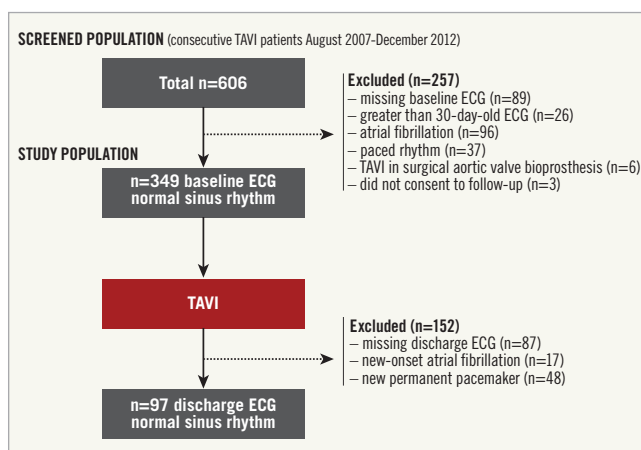 SCREENED POPULATION (consecutive TAVI patients August 2007-December 2012)
Total n=606
Excluded (n=257)
– missing baseline ECG (n=89)
– greater than 30-day-old ECG (n=26)
– atrial fibrillation (n=96)
– paced rhythm (n=37)
– TAVI in surgical aortic valve bioprosthesis (n=6)
– did not consent to follow-up (n=3)
STUDY POPULATION
n=349 baseline ECG
normal sinus rhythm
TAVI
Excluded (n=152)
– missing discharge ECG (n=87)
– new-onset atrial fibrillation (n=17)
– new permanent pacemaker (n=48)
n=97 discharge ECG
normal sinus rhythm